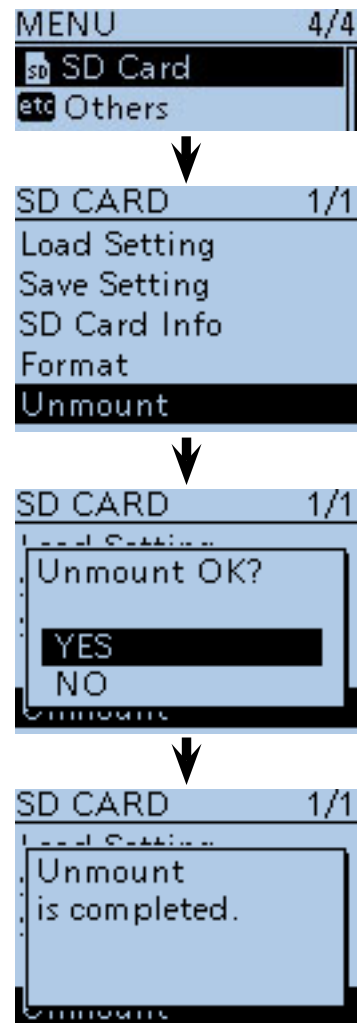 MENU 4/4
SD SD Card
etc Others
SD CARD 1/1
Load Setting
Save Setting
SD Card Info
Format
Unmount
SD CARD 1/1
Unmount OK?
YES
NO
SD CARD 1/1
Unmount
is completed.